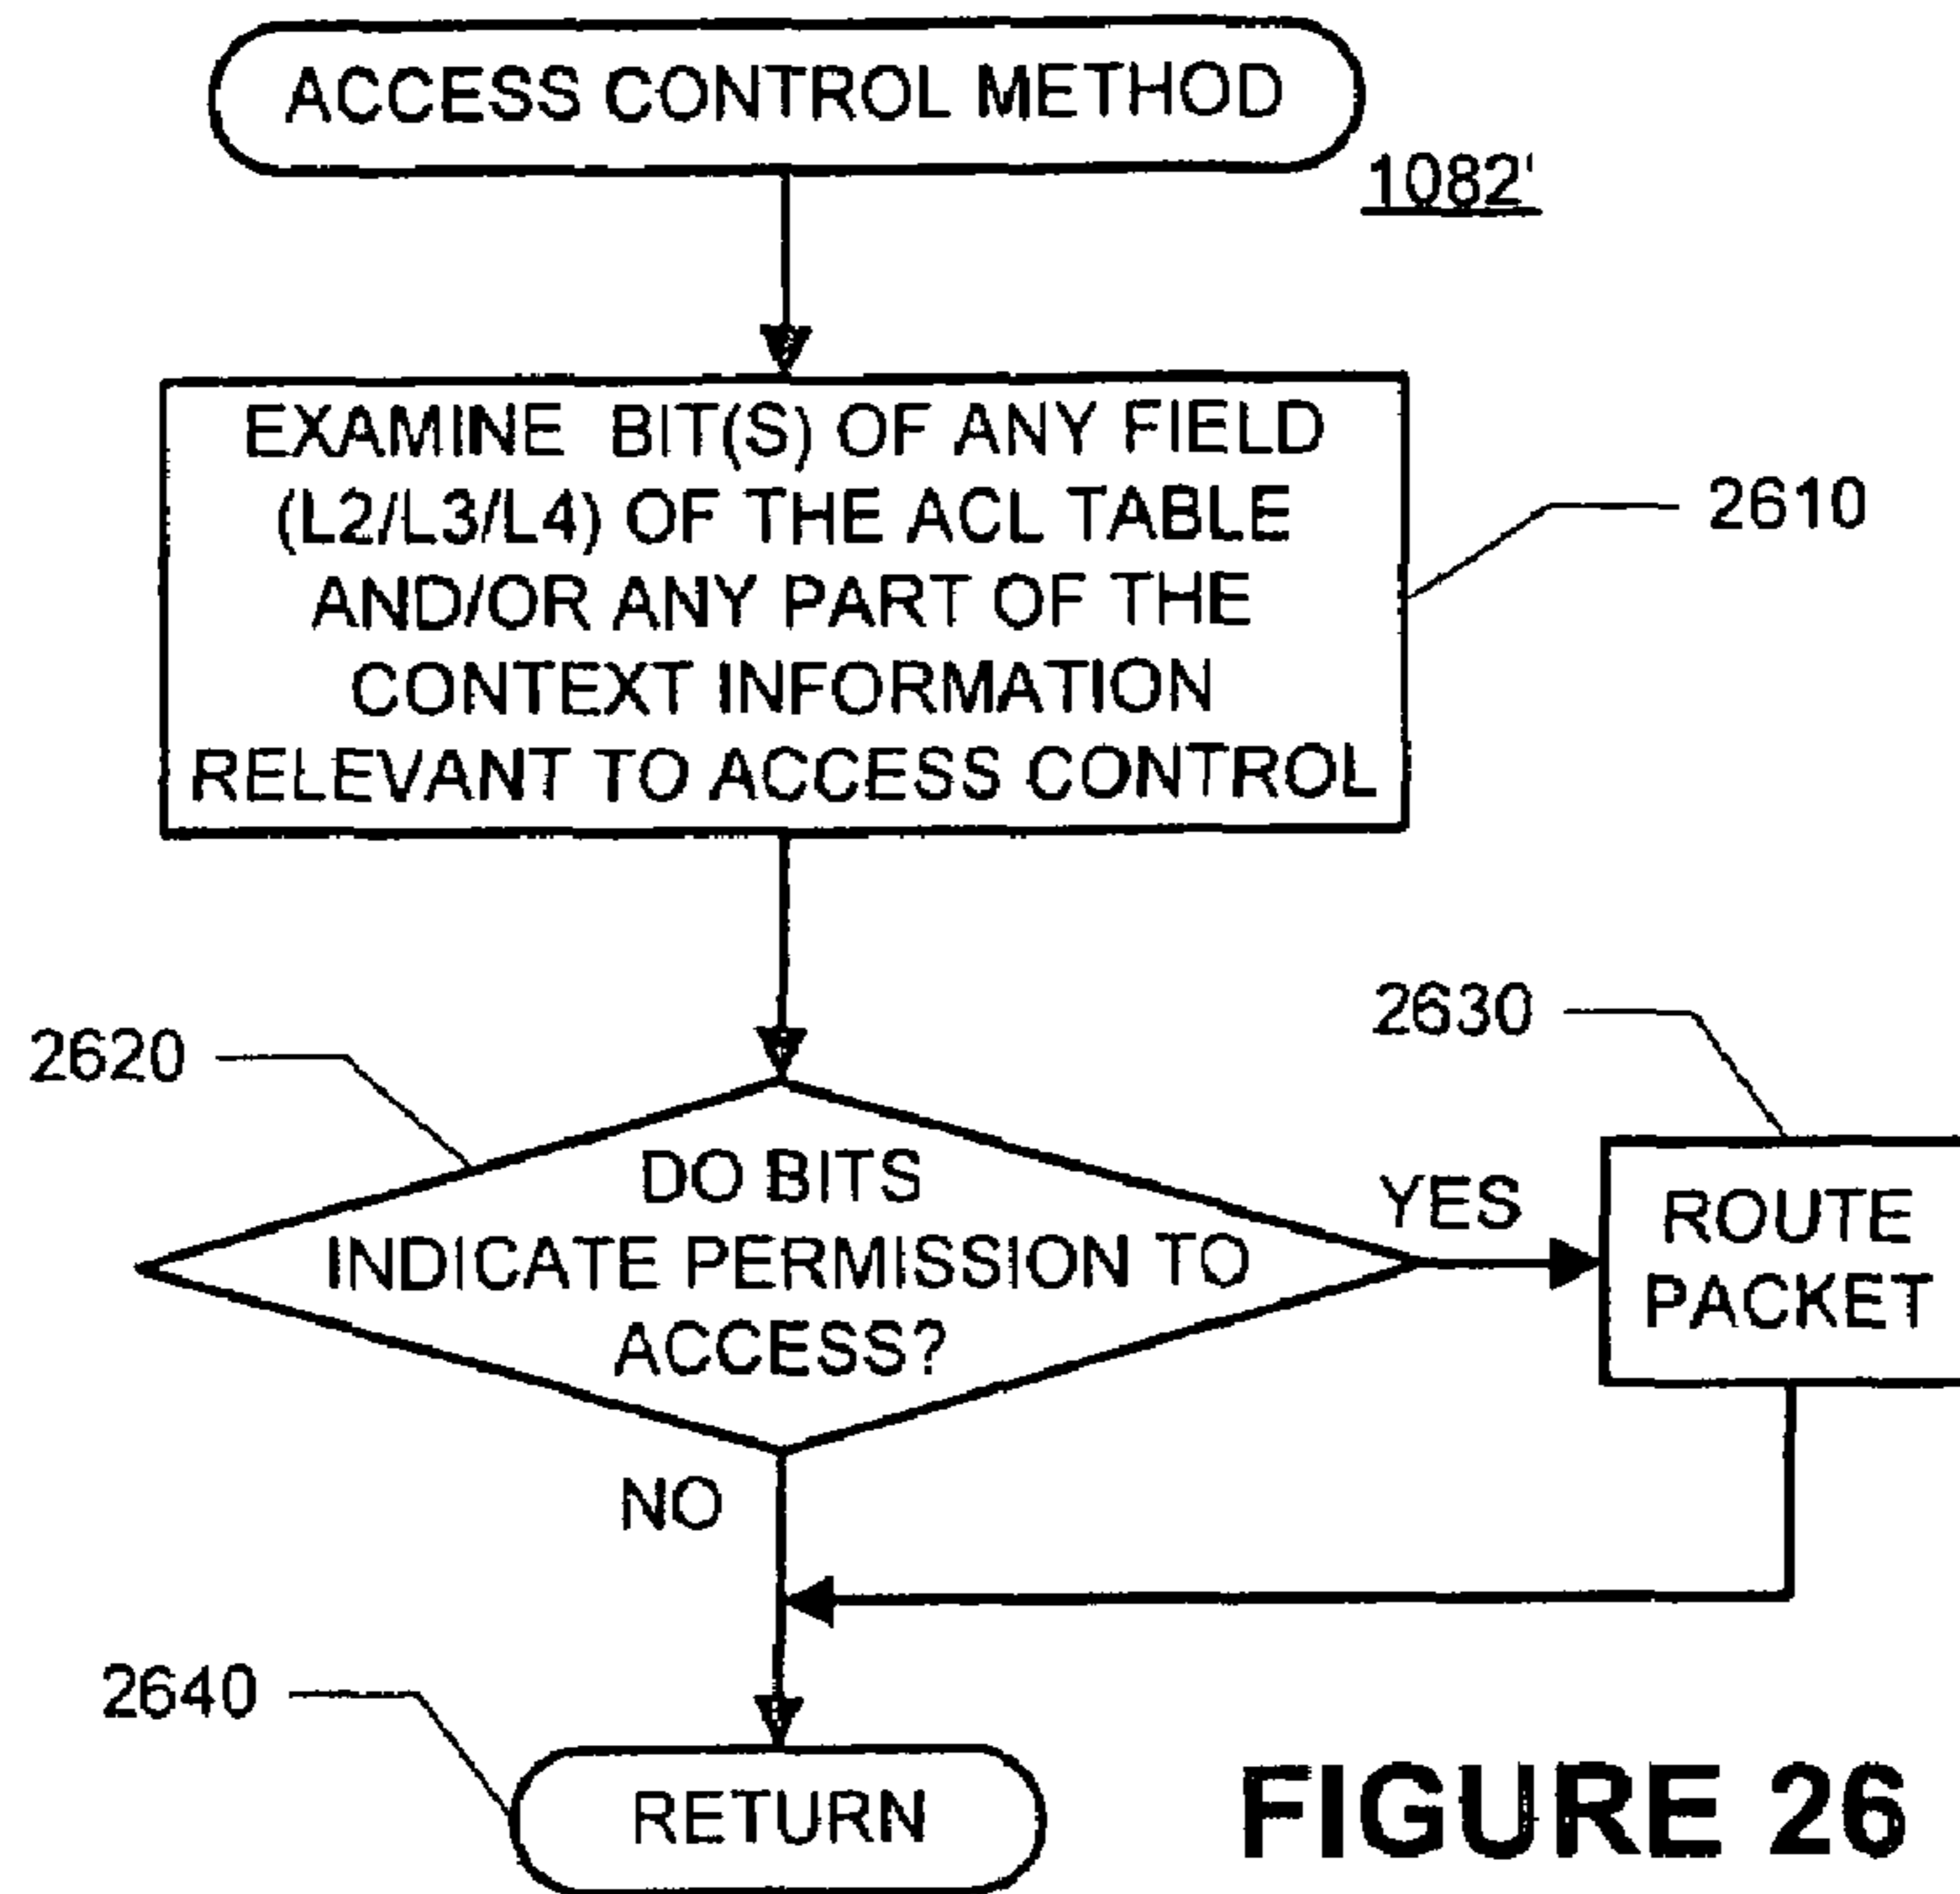 ACCESS CONTROL METHOD
1082'
EXAMINE BIT(S) OF ANY FIELD
(L2/L3/L4) OF THE ACL TABLE
AND/OR ANY PART OF THE
CONTEXT INFORMATION
RELEVANT TO ACCESS CONTROL
2610
2620
DO BITS
INDICATE PERMISSION TO
ACCESS?
YES
2630
ROUTE
PACKET
NO
2640
RETURN
FIGURE 26